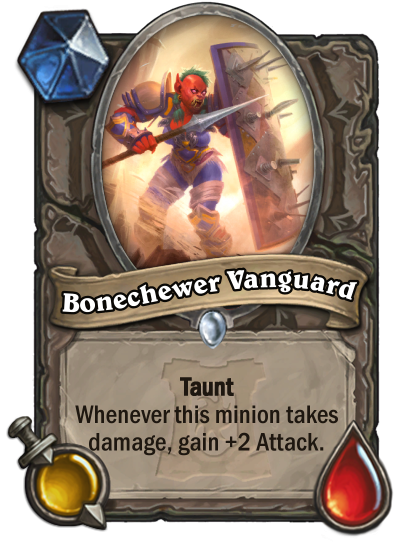 Bonechewer Vanguard
Taunt
Whenever this minion takes
damage, gain +2 Attack.